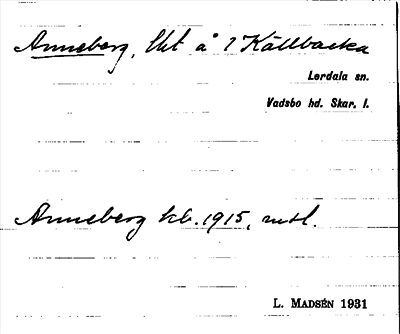 Anneberg, lht å 1 Källbacka
Lerdala sn.
Vadsbo hd. Skar. l.
Anneberg kb. 1915, mtl.
L. MADSÉN 1931